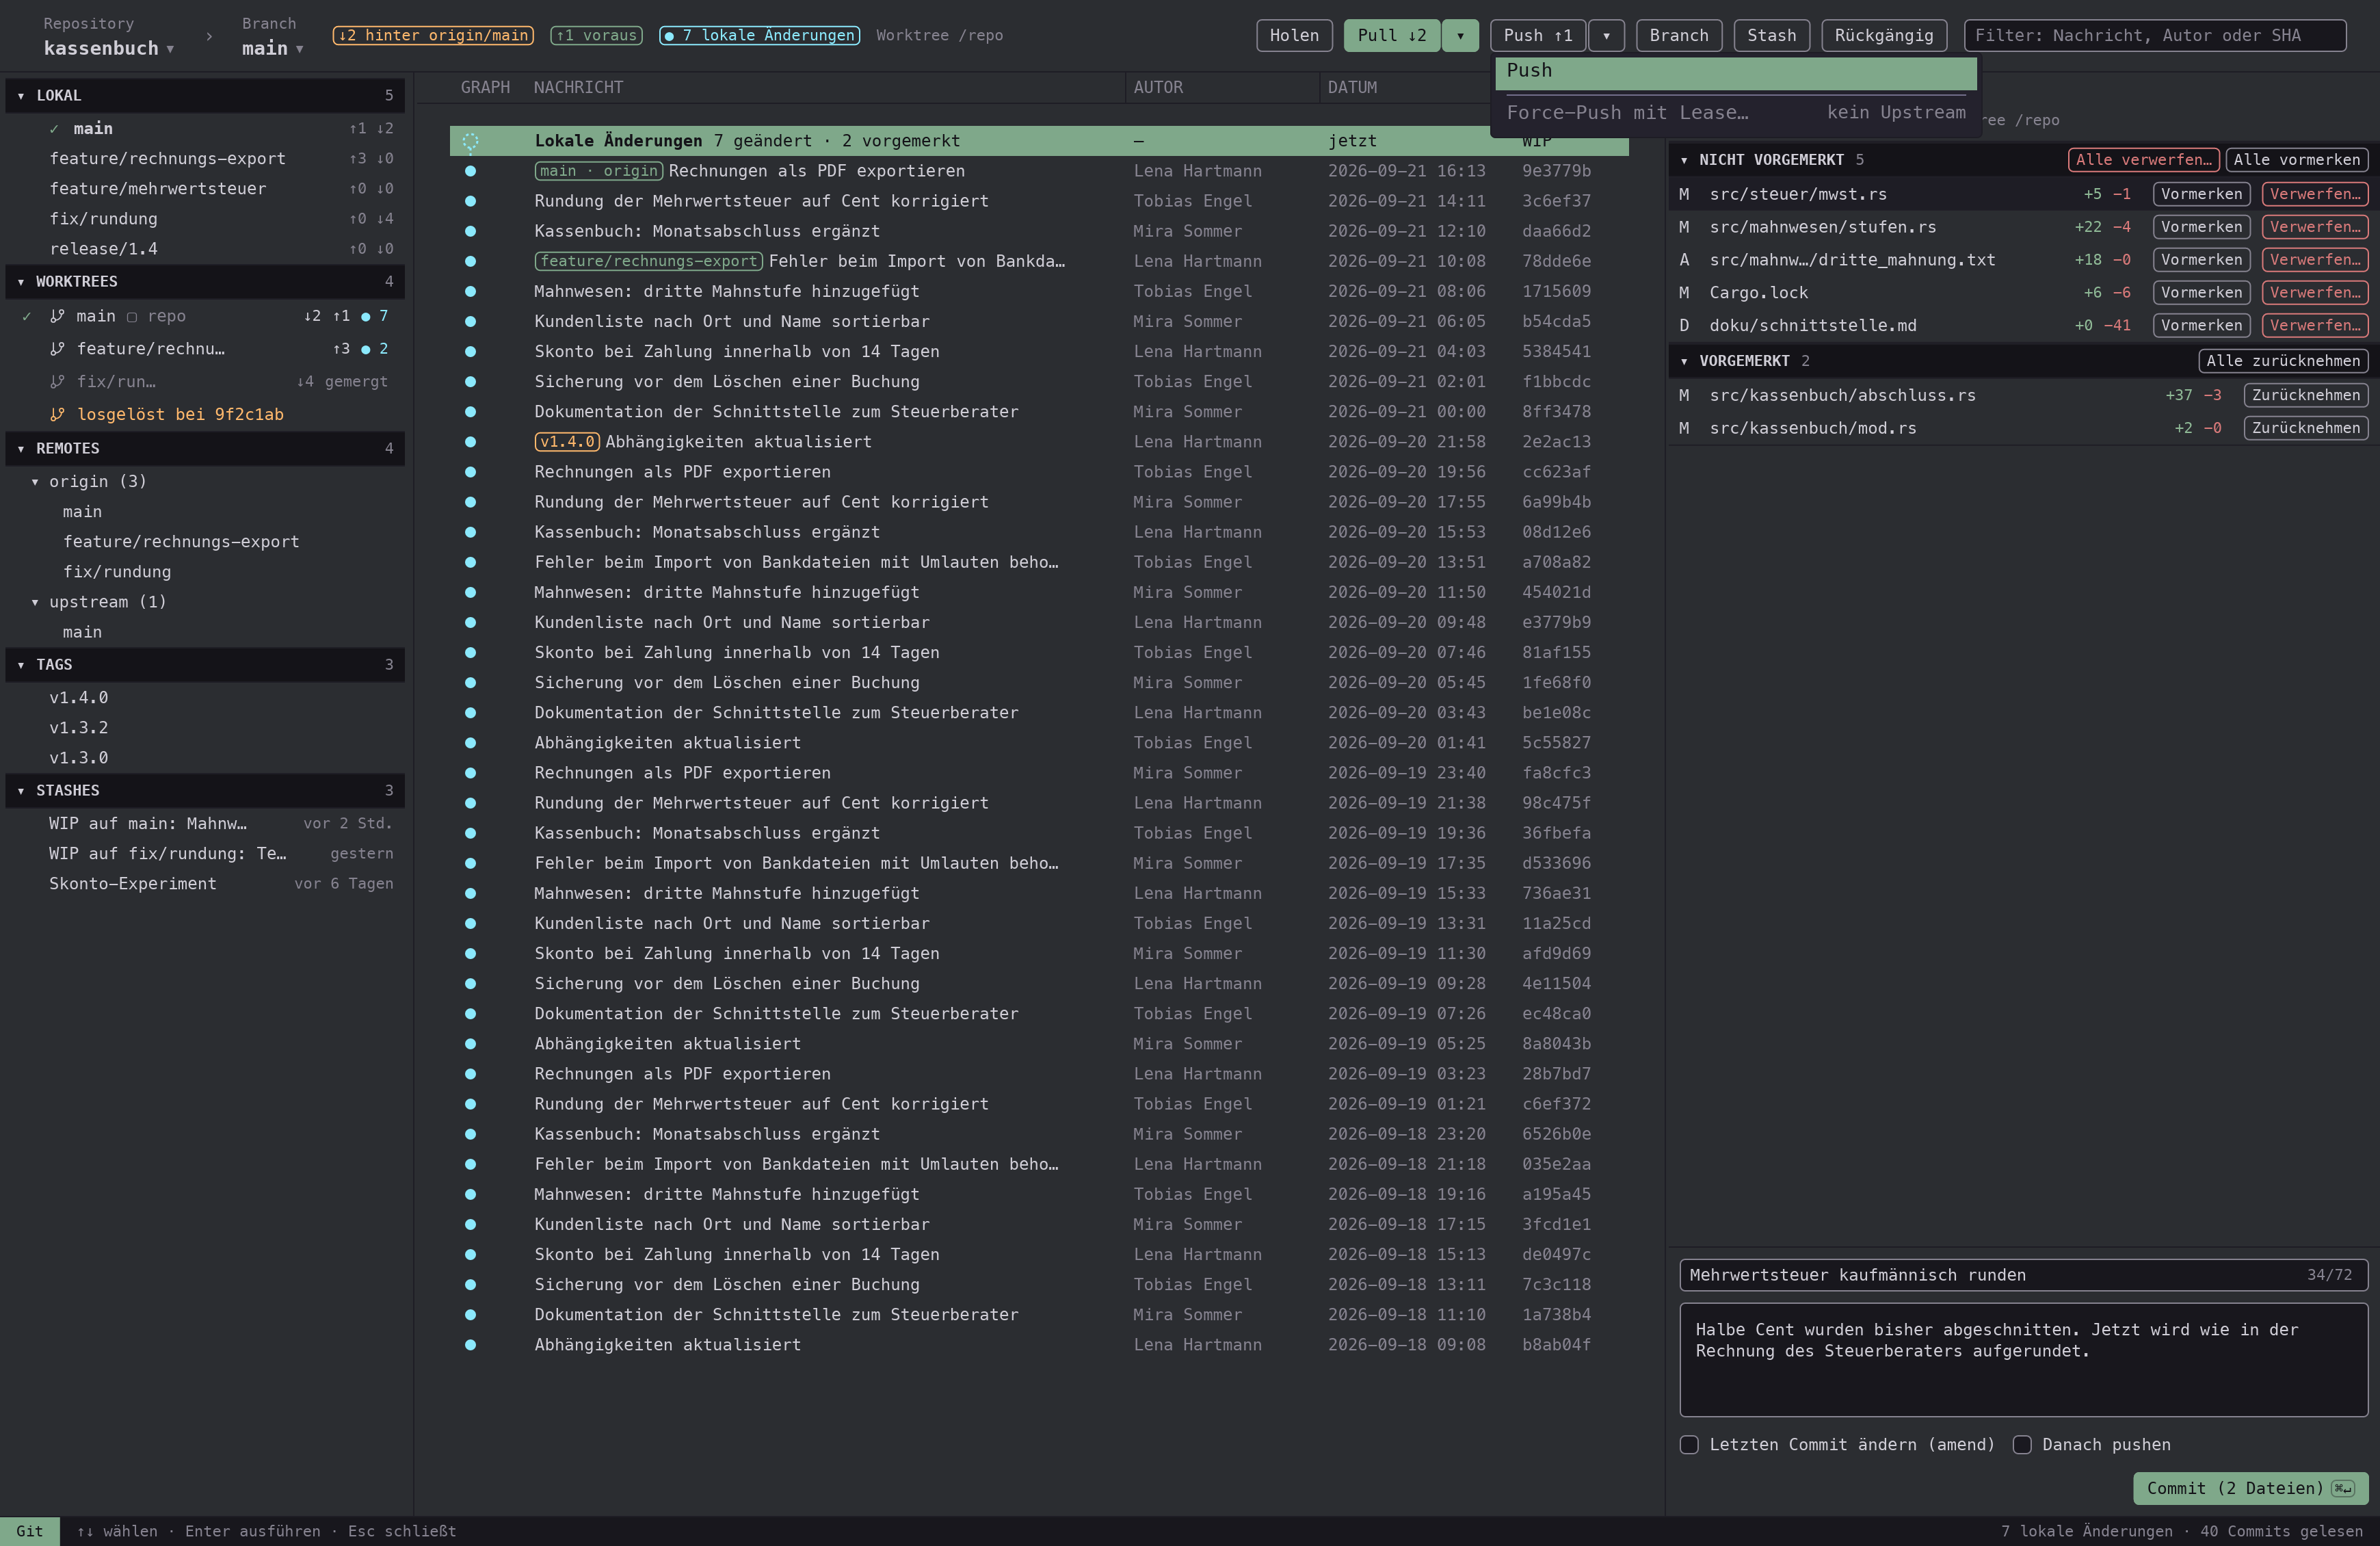 Repository
kassenbuch ▾ › Branch
main ▾ ↓2 hinter origin/main ↑1 voraus ● 7 lokale Änderungen Worktree /repo Holen Pull ↓2 ▾ Push ↑1 ▾ Branch Stash Rückgängig Filter: Nachricht, Autor oder SHA
Push
Force-Push mit Lease… kein Upstream
▾ LOKAL 5
✓ main ↑1 ↓2
feature/rechnungs-export ↑3 ↓0
feature/mehrwertsteuer ↑0 ↓0
fix/rundung ↑0 ↓4
release/1.4 ↑0 ↓0
▾ WORKTREES 4
✓ main ▢ repo ↓2 ↑1 ● 7
feature/rechnu… ↑3 ● 2
fix/run… ↓4 gemergt
losgelöst bei 9f2c1ab
▾ REMOTES 4
▾ origin (3)
main
feature/rechnungs-export
fix/rundung
▾ upstream (1)
main
▾ TAGS 3
v1.4.0
v1.3.2
v1.3.0
▾ STASHES 3
WIP auf main: Mahnw… vor 2 Std.
WIP auf fix/rundung: Te… gestern
Skonto-Experiment vor 6 Tagen
GRAPH NACHRICHT AUTOR DATUM
Lokale Änderungen 7 geändert · 2 vorgemerkt — jetzt WIP
main · origin Rechnungen als PDF exportieren Lena Hartmann 2026-09-21 16:13 9e3779b
Rundung der Mehrwertsteuer auf Cent korrigiert Tobias Engel 2026-09-21 14:11 3c6ef37
Kassenbuch: Monatsabschluss ergänzt Mira Sommer 2026-09-21 12:10 daa66d2
feature/rechnungs-export Fehler beim Import von Bankda… Lena Hartmann 2026-09-21 10:08 78dde6e
Mahnwesen: dritte Mahnstufe hinzugefügt Tobias Engel 2026-09-21 08:06 1715609
Kundenliste nach Ort und Name sortierbar Mira Sommer 2026-09-21 06:05 b54cda5
Skonto bei Zahlung innerhalb von 14 Tagen Lena Hartmann 2026-09-21 04:03 5384541
Sicherung vor dem Löschen einer Buchung Tobias Engel 2026-09-21 02:01 f1bbcdc
Dokumentation der Schnittstelle zum Steuerberater Mira Sommer 2026-09-21 00:00 8ff3478
v1.4.0 Abhängigkeiten aktualisiert Lena Hartmann 2026-09-20 21:58 2e2ac13
Rechnungen als PDF exportieren Tobias Engel 2026-09-20 19:56 cc623af
Rundung der Mehrwertsteuer auf Cent korrigiert Mira Sommer 2026-09-20 17:55 6a99b4b
Kassenbuch: Monatsabschluss ergänzt Lena Hartmann 2026-09-20 15:53 08d12e6
Fehler beim Import von Bankdateien mit Umlauten beho… Tobias Engel 2026-09-20 13:51 a708a82
Mahnwesen: dritte Mahnstufe hinzugefügt Mira Sommer 2026-09-20 11:50 454021d
Kundenliste nach Ort und Name sortierbar Lena Hartmann 2026-09-20 09:48 e3779b9
Skonto bei Zahlung innerhalb von 14 Tagen Tobias Engel 2026-09-20 07:46 81af155
Sicherung vor dem Löschen einer Buchung Mira Sommer 2026-09-20 05:45 1fe68f0
Dokumentation der Schnittstelle zum Steuerberater Lena Hartmann 2026-09-20 03:43 be1e08c
Abhängigkeiten aktualisiert Tobias Engel 2026-09-20 01:41 5c55827
Rechnungen als PDF exportieren Mira Sommer 2026-09-19 23:40 fa8cfc3
Rundung der Mehrwertsteuer auf Cent korrigiert Lena Hartmann 2026-09-19 21:38 98c475f
Kassenbuch: Monatsabschluss ergänzt Tobias Engel 2026-09-19 19:36 36fbefa
Fehler beim Import von Bankdateien mit Umlauten beho… Mira Sommer 2026-09-19 17:35 d533696
Mahnwesen: dritte Mahnstufe hinzugefügt Lena Hartmann 2026-09-19 15:33 736ae31
Kundenliste nach Ort und Name sortierbar Tobias Engel 2026-09-19 13:31 11a25cd
Skonto bei Zahlung innerhalb von 14 Tagen Mira Sommer 2026-09-19 11:30 afd9d69
Sicherung vor dem Löschen einer Buchung Lena Hartmann 2026-09-19 09:28 4e11504
Dokumentation der Schnittstelle zum Steuerberater Tobias Engel 2026-09-19 07:26 ec48ca0
Abhängigkeiten aktualisiert Mira Sommer 2026-09-19 05:25 8a8043b
Rechnungen als PDF exportieren Lena Hartmann 2026-09-19 03:23 28b7bd7
Rundung der Mehrwertsteuer auf Cent korrigiert Tobias Engel 2026-09-19 01:21 c6ef372
Kassenbuch: Monatsabschluss ergänzt Mira Sommer 2026-09-18 23:20 6526b0e
Fehler beim Import von Bankdateien mit Umlauten beho… Lena Hartmann 2026-09-18 21:18 035e2aa
Mahnwesen: dritte Mahnstufe hinzugefügt Tobias Engel 2026-09-18 19:16 a195a45
Kundenliste nach Ort und Name sortierbar Mira Sommer 2026-09-18 17:15 3fcd1e1
Skonto bei Zahlung innerhalb von 14 Tagen Lena Hartmann 2026-09-18 15:13 de0497c
Sicherung vor dem Löschen einer Buchung Tobias Engel 2026-09-18 13:11 7c3c118
Dokumentation der Schnittstelle zum Steuerberater Mira Sommer 2026-09-18 11:10 1a738b4
Abhängigkeiten aktualisiert Lena Hartmann 2026-09-18 09:08 b8ab04f
/repo
▾ NICHT VORGEMERKT 5 Alle verwerfen… Alle vormerken
M src/steuer/mwst.rs +5 −1 Vormerken Verwerfen…
M src/mahnwesen/stufen.rs +22 −4 Vormerken Verwerfen…
A src/mahnw…/dritte_mahnung.txt +18 −0 Vormerken Verwerfen…
M Cargo.lock +6 −6 Vormerken Verwerfen…
D doku/schnittstelle.md +0 −41 Vormerken Verwerfen…
▾ VORGEMERKT 2 Alle zurücknehmen
M src/kassenbuch/abschluss.rs +37 −3 Zurücknehmen
M src/kassenbuch/mod.rs +2 −0 Zurücknehmen
Mehrwertsteuer kaufmännisch runden 34/72
Halbe Cent wurden bisher abgeschnitten. Jetzt wird wie in der
Rechnung des Steuerberaters aufgerundet.
Letzten Commit ändern (amend) Danach pushen
Commit (2 Dateien) ⌘↵
Git ↑↓ wählen · Enter ausführen · Esc schließt 7 lokale Änderungen · 40 Commits gelesen